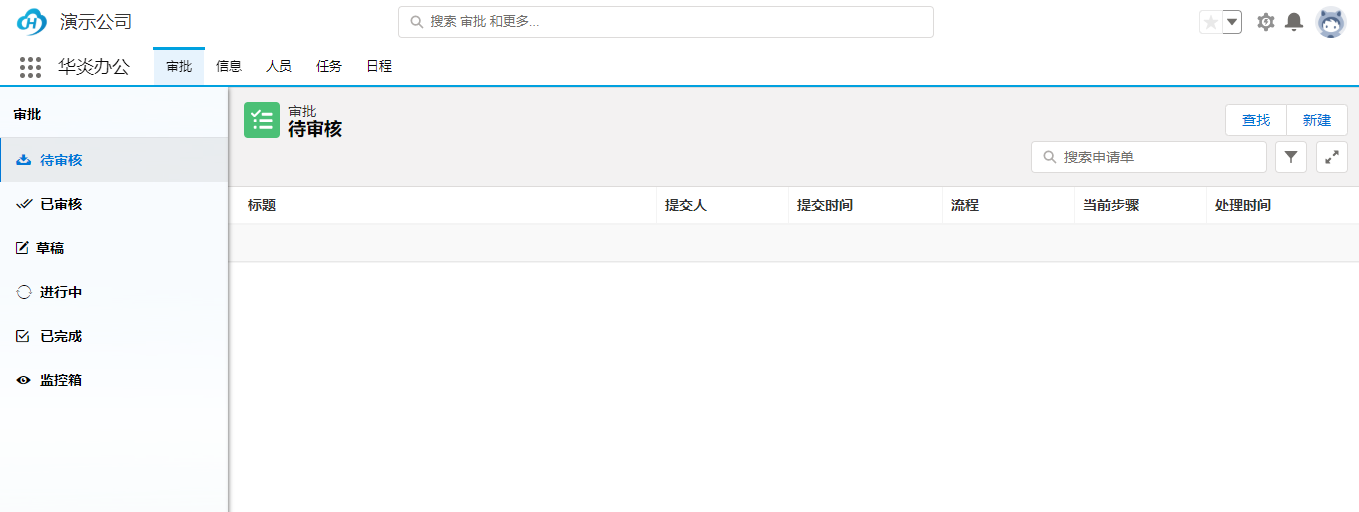 演示公司
搜索 审批 和更多...
华炎办公
审批 信息 人员 任务 日程
审批
待审核
已审核
草稿
进行中
已完成
监控箱
审批
待审核
查找 新建
搜索申请单
标题 提交人 提交时间 流程 当前步骤 处理时间